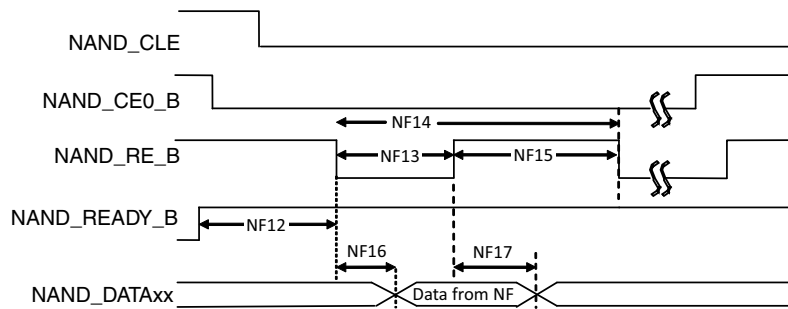 NAND_CLE
NAND_CE0_B
NF14
NAND_RE_B
NF13
NF15
NAND_READY_B
NF12
NF16
NF17
NAND_DATAxx
Data from NF